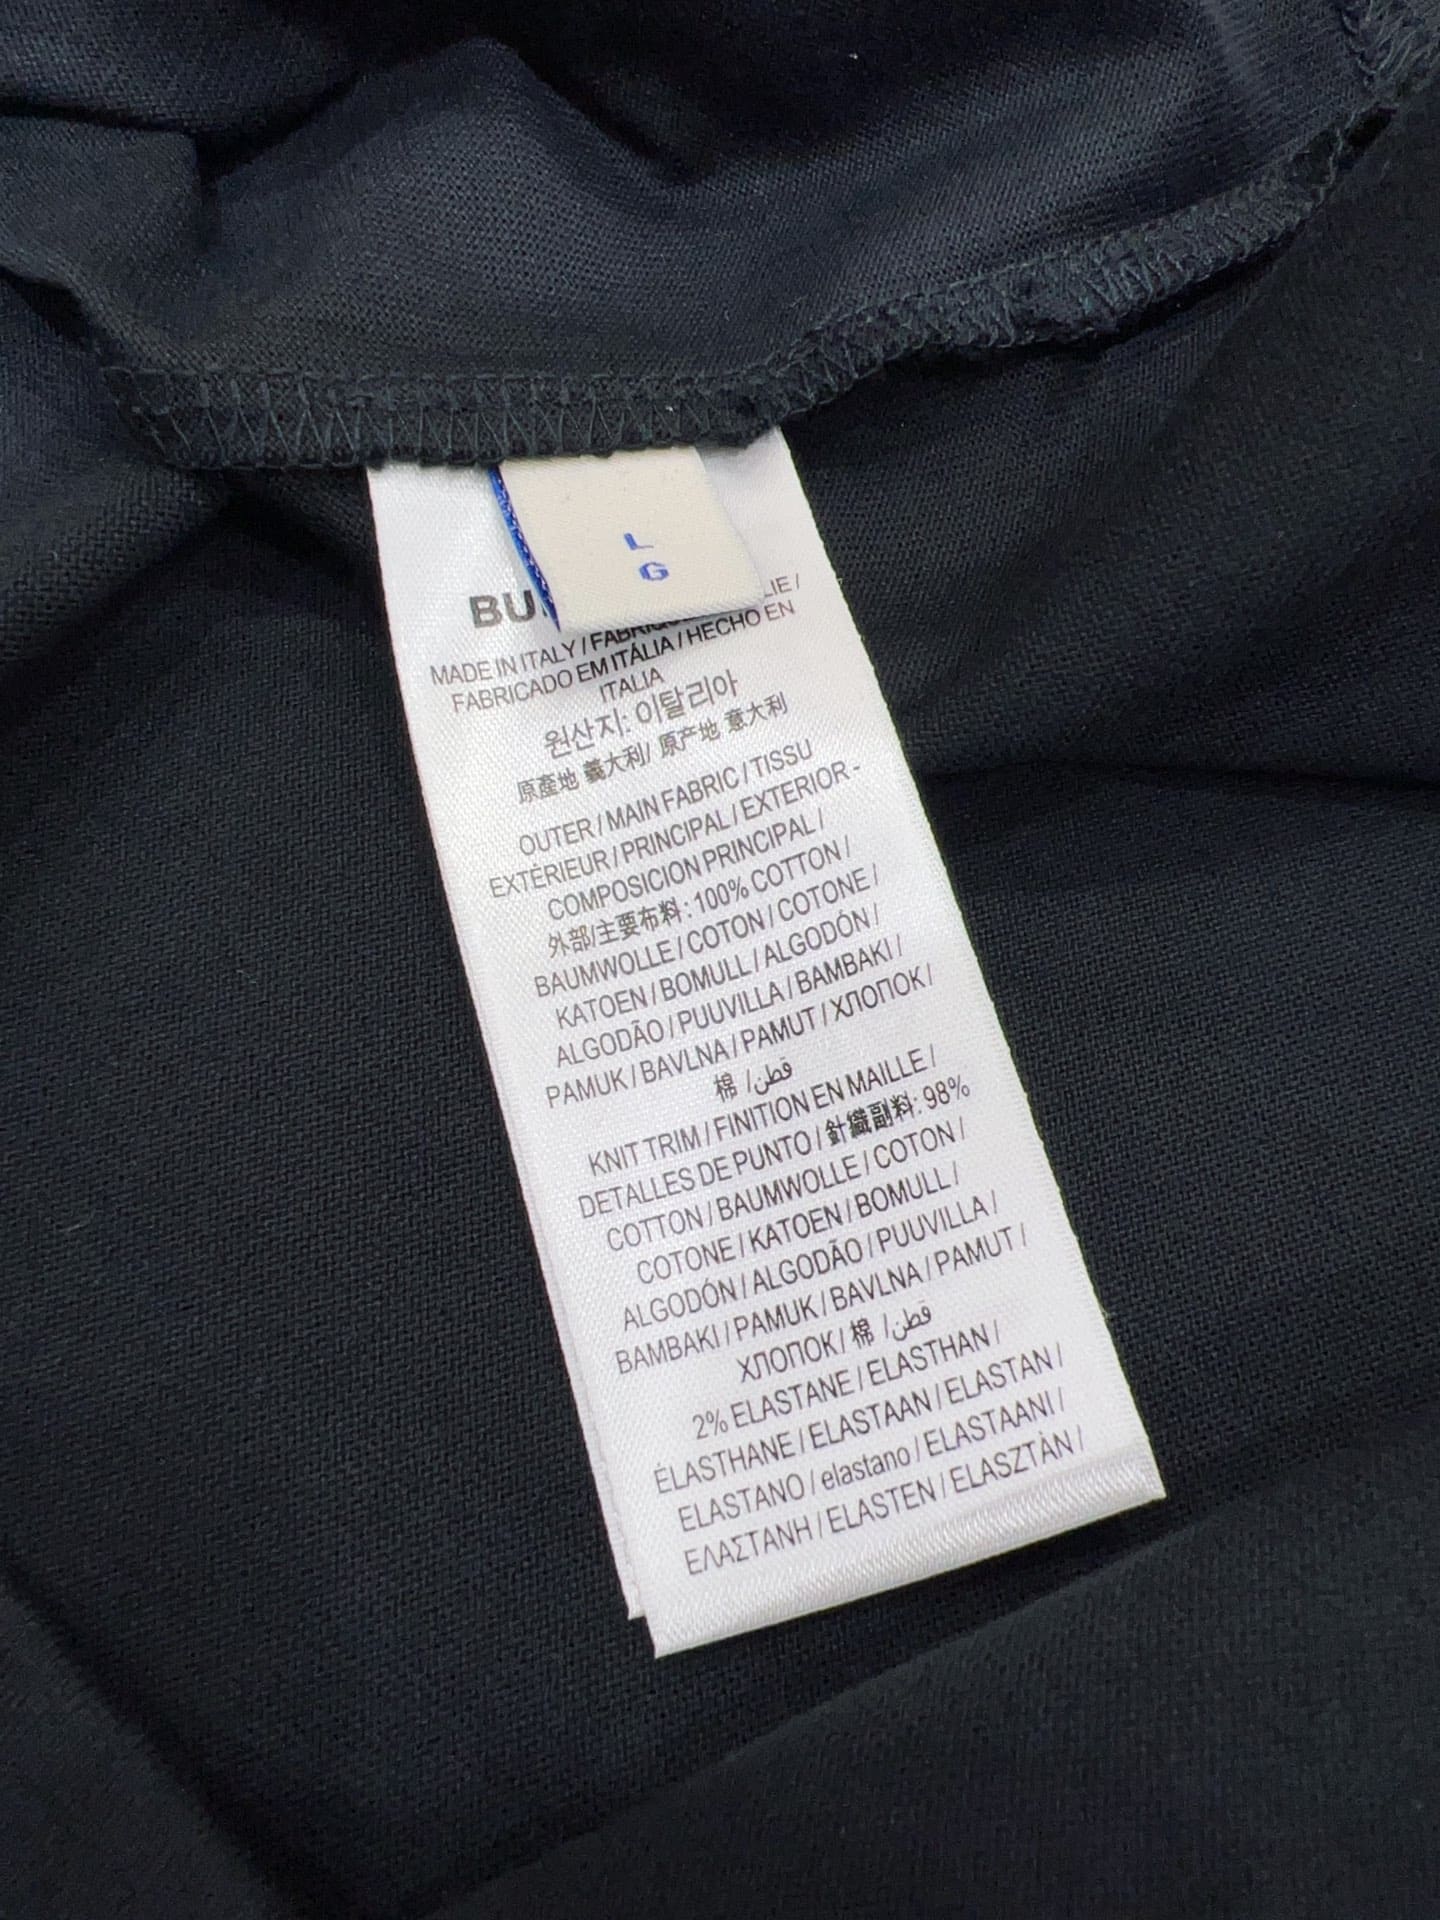 L
G
BU
MADE IN ITALY / FABRIQU LIE /
FABRICADO EM ITÁLIA / HECHO EN
ITALIA
원산지: 이탈리아
原產地 義大利/ 原产地 意大利
OUTER / MAIN FABRIC / TISSU
EXTÉRIEUR / PRINCIPAL / EXTERIOR -
COMPOSICION PRINCIPAL /
外部/主要布料: 100% COTTON /
BAUMWOLLE / COTON / COTONE /
KATOEN / BOMULL / ALGODÓN /
ALGODÃO / PUUVILLA / BAMBAKI /
PAMUK / BAVLNA / PAMUT / ХЛОПОК /
棉 /قطن
KNIT TRIM / FINITION EN MAILLE /
DETALLES DE PUNTO / 針織副料: 98%
COTTON / BAUMWOLLE / COTON /
COTONE / KATOEN / BOMULL /
ALGODÓN / ALGODÃO / PUUVILLA /
BAMBAKI / PAMUK / BAVLNA / PAMUT /
ХЛОПОК / 棉 /قطن
2% ELASTANE / ELASTHAN /
ÉLASTHANE / ELASTAAN / ELASTAN /
ELASTANO / elastano / ELASTAANI /
ΕΛΑΣΤΑΝΗ / ELASTEN / ELASZTÀN /